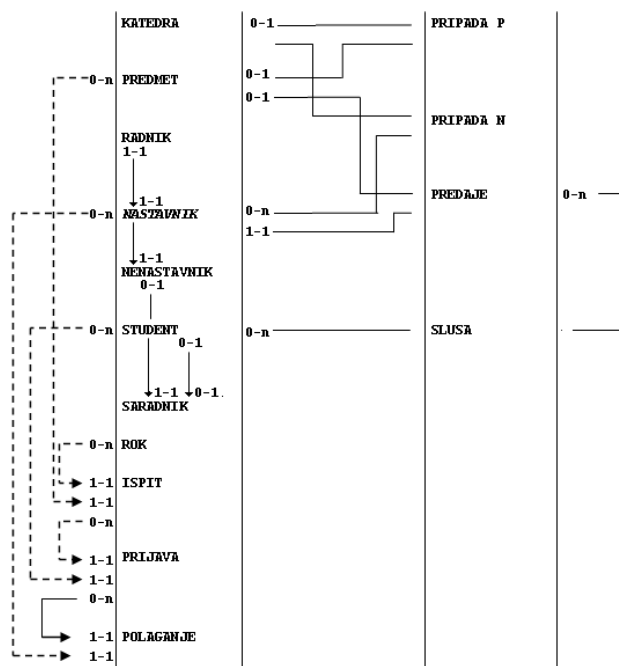 KATEDRA 0-1 PRIPADA P
0-n PREDMET 0-1
0-1
PRIPADA N
RADNIK
1-1
PREDAJE 0-n
1-1
0-n NASTAVNIK 0-n
1-1
1-1
NENASTAVNIK
0-1
0-n STUDENT 0-n SLUSA
0-1
1-1 0-1.
SARADNIK
0-n ROK
1-1 ISPIT
1-1
0-n
1-1 PRIJAVA
1-1
0-n
1-1 POLAGANJE
1-1